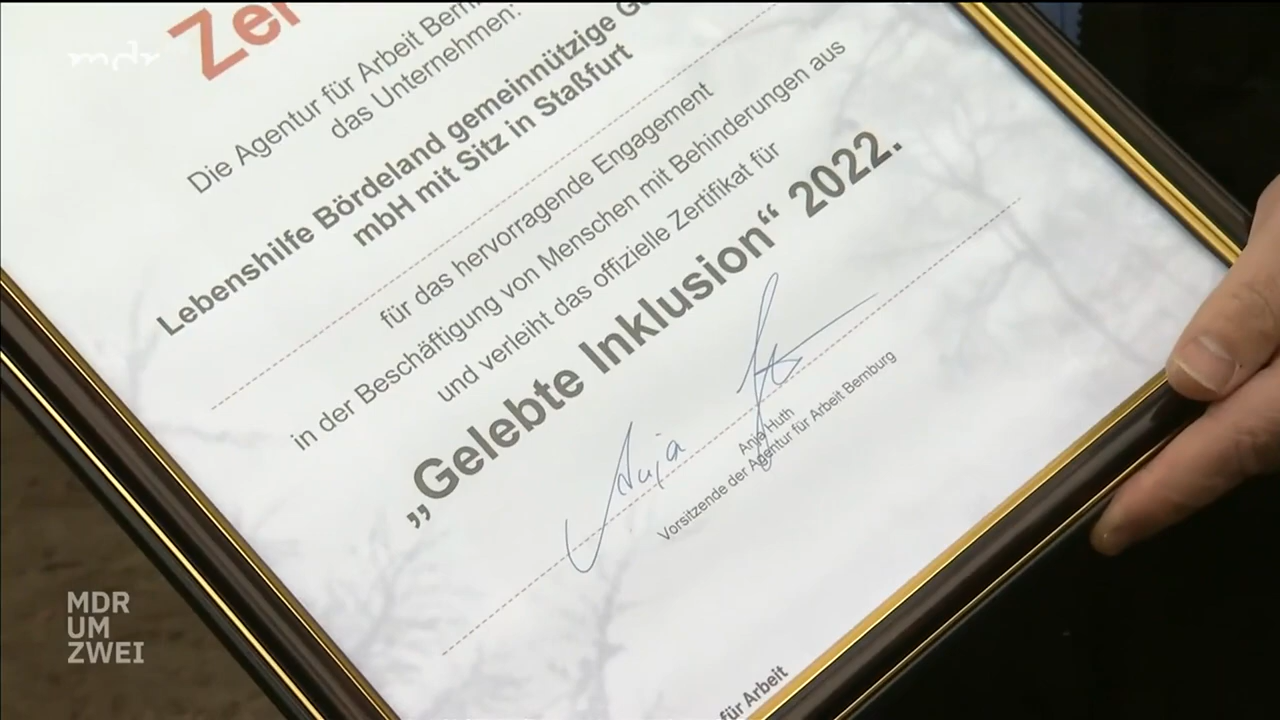 mdr
Zer
Die Agentur für Arbeit Bern
das Unternehmen:
Lebenshilfe Bördeland gemeinnützige G
mbH mit Sitz in Staßfurt
für das hervorragende Engagement
in der Beschäftigung von Menschen mit Behinderungen aus
und verleiht das offizielle Zertifikat für
„Gelebte Inklusion“ 2022.
Anja Huth
Anja Huth
Vorsitzende der Agentur für Arbeit Bernburg
für Arbeit
MDR
UM
ZWEI